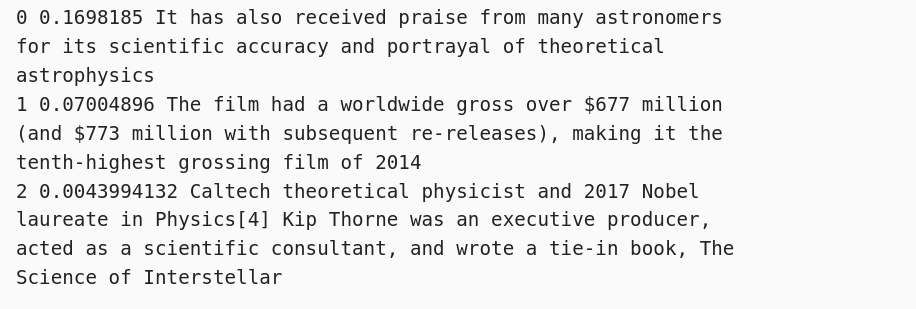 0 0.1698185 It has also received praise from many astronomers
for its scientific accuracy and portrayal of theoretical
astrophysics
1 0.07004896 The film had a worldwide gross over $677 million
(and $773 million with subsequent re-releases), making it the
tenth-highest grossing film of 2014
2 0.0043994132 Caltech theoretical physicist and 2017 Nobel
laureate in Physics[4] Kip Thorne was an executive producer,
acted as a scientific consultant, and wrote a tie-in book, The
Science of Interstellar